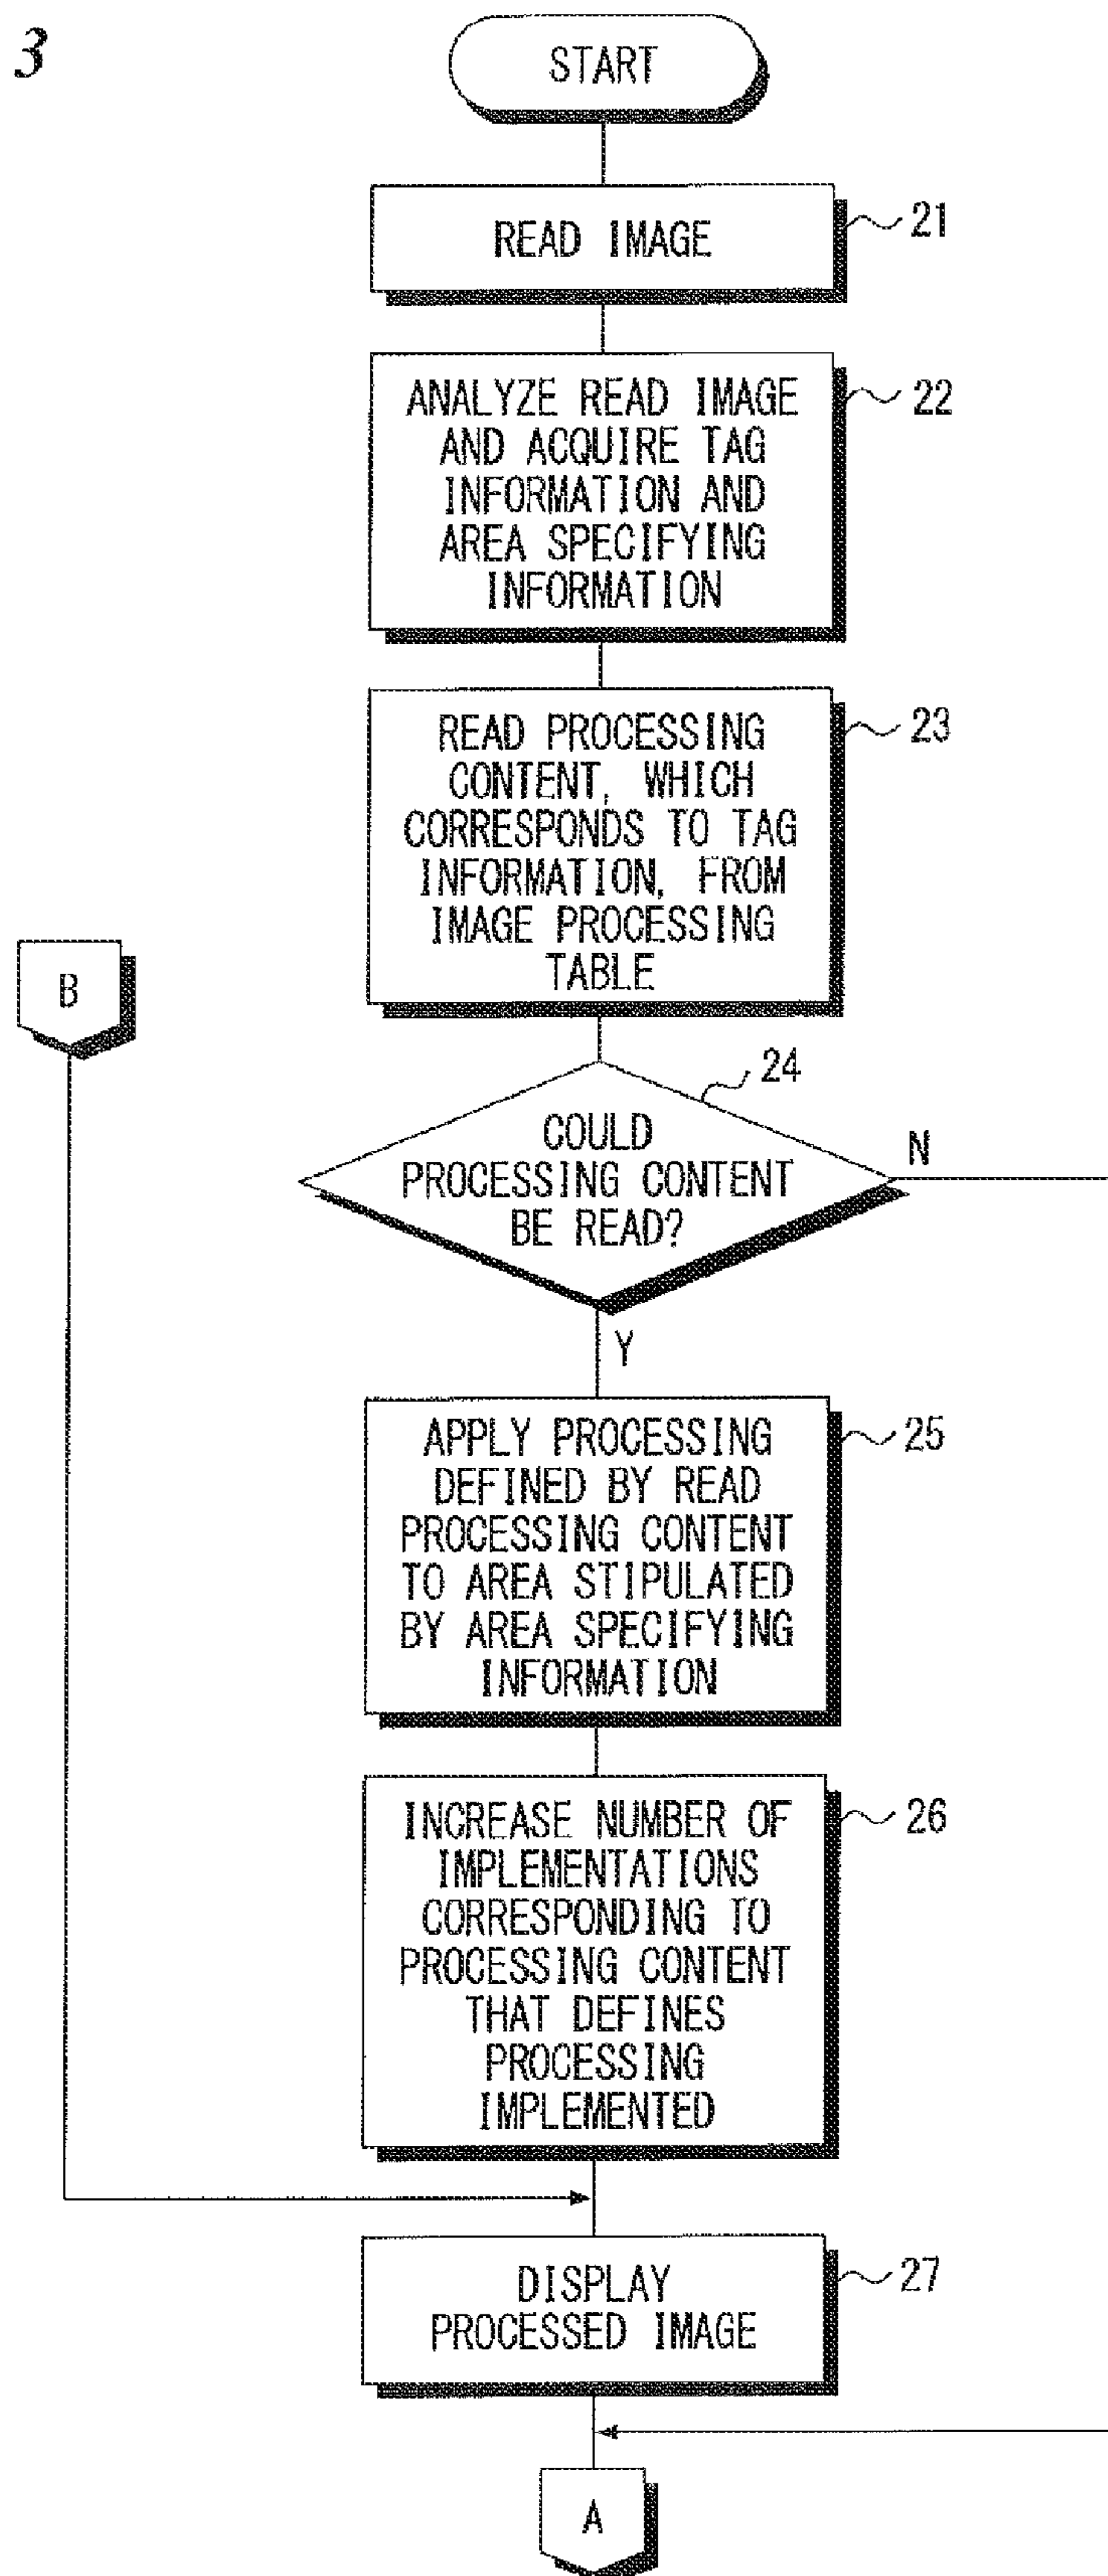 3
START
READ IMAGE
21
ANALYZE READ IMAGE
AND ACQUIRE TAG
INFORMATION AND
AREA SPECIFYING
INFORMATION
22
READ PROCESSING
CONTENT, WHICH
CORRESPONDS TO TAG
INFORMATION, FROM
IMAGE PROCESSING
TABLE
23
B
24
COULD
PROCESSING CONTENT
BE READ?
N
Y
APPLY PROCESSING
DEFINED BY READ
PROCESSING CONTENT
TO AREA STIPULATED
BY AREA SPECIFYING
INFORMATION
25
INCREASE NUMBER OF
IMPLEMENTATIONS
CORRESPONDING TO
PROCESSING CONTENT
THAT DEFINES
PROCESSING
IMPLEMENTED
26
DISPLAY
PROCESSED IMAGE
27
A